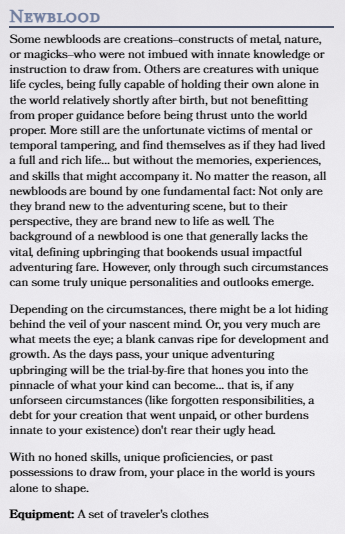 Newblood
Some newbloods are creations–constructs of metal, nature,
or magicks–who were not imbued with innate knowledge or
instruction to draw from. Others are creatures with unique
life cycles, being fully capable of holding their own alone in
the world relatively shortly after birth, but not benefitting
from proper guidance before being thrust unto the world
proper. More still are the unfortunate victims of mental or
temporal tampering, and find themselves as if they had lived
a full and rich life... but without the memories, experiences,
and skills that might accompany it. No matter the reason, all
newbloods are bound by one fundamental fact: Not only are
they brand new to the adventuring scene, but to their
perspective, they are brand new to life as well. The
background of a newblood is one that generally lacks the
vital, defining upbringing that bookends usual impactful
adventuring fare. However, only through such circumstances
can some truly unique personalities and outlooks emerge.
Depending on the circumstances, there might be a lot hiding
behind the veil of your nascent mind. Or, you very much are
what meets the eye; a blank canvas ripe for development and
growth. As the days pass, your unique adventuring
upbringing will be the trial-by-fire that hones you into the
pinnacle of what your kind can become... that is, if any
unforseen circumstances (like forgotten responsibilities, a
debt for your creation that went unpaid, or other burdens
innate to your existence) don't rear their ugly head.
With no honed skills, unique proficiencies, or past
possessions to draw from, your place in the world is yours
alone to shape.
Equipment: A set of traveler's clothes